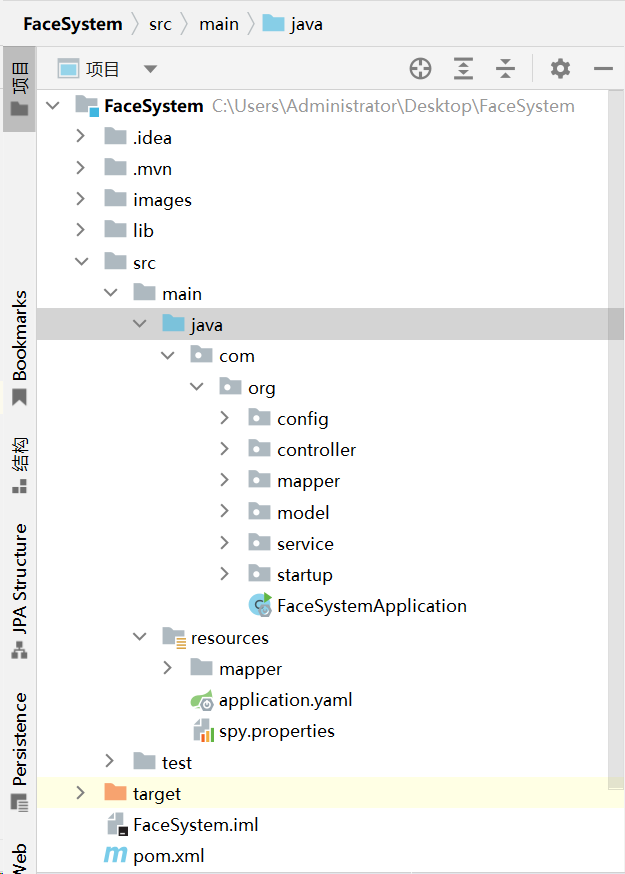 FaceSystem src main java
项目
FaceSystem C:\Users\Administrator\Desktop\FaceSystem
.idea
.mvn
images
lib
src
main
java
com
org
config
controller
mapper
model
service
startup
FaceSystemApplication
resources
mapper
application.yaml
spy.properties
test
target
FaceSystem.iml
pom.xml
项目
Bookmarks
结构
JPA Structure
Persistence
Web